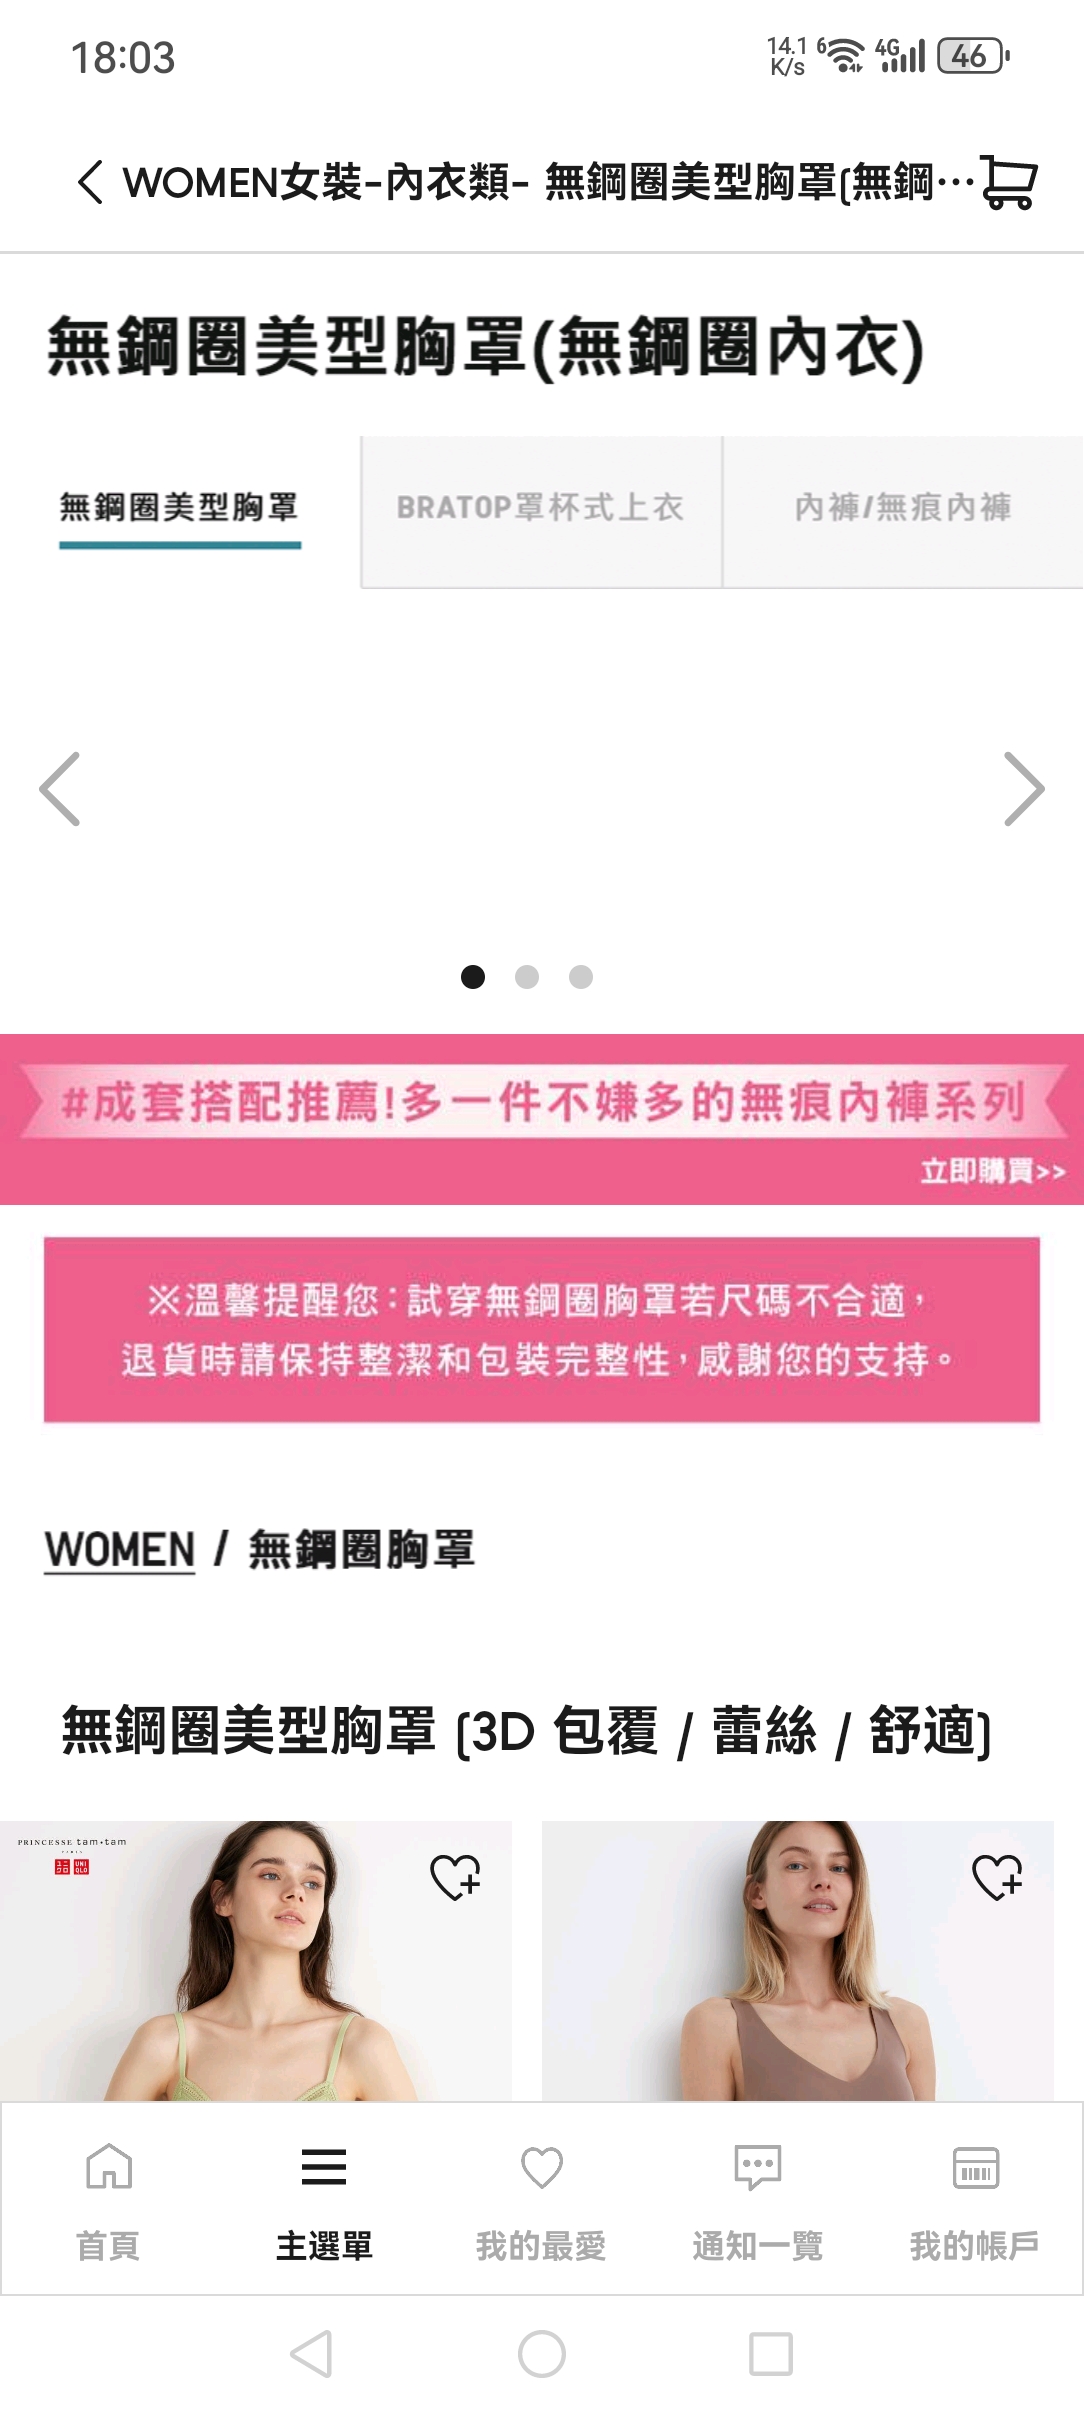 18:03
14.1 K/s
6
4G
46
WOMEN女裝-內衣類- 無鋼圈美型胸罩(無鋼…
無鋼圈美型胸罩(無鋼圈內衣)
無鋼圈美型胸罩
BRATOP罩杯式上衣
內褲/無痕內褲
#成套搭配推薦!多一件不嫌多的無痕內褲系列
立即購買>>
※溫馨提醒您:試穿無鋼圈胸罩若尺碼不合適,
退貨時請保持整潔和包裝完整性,感謝您的支持。
WOMEN / 無鋼圈胸罩
無鋼圈美型胸罩 (3D 包覆 / 蕾絲 / 舒適)
PRINCESSE tam•tam
ユニクロ UNIQLO
首頁
主選單
我的最愛
通知一覽
我的帳戶